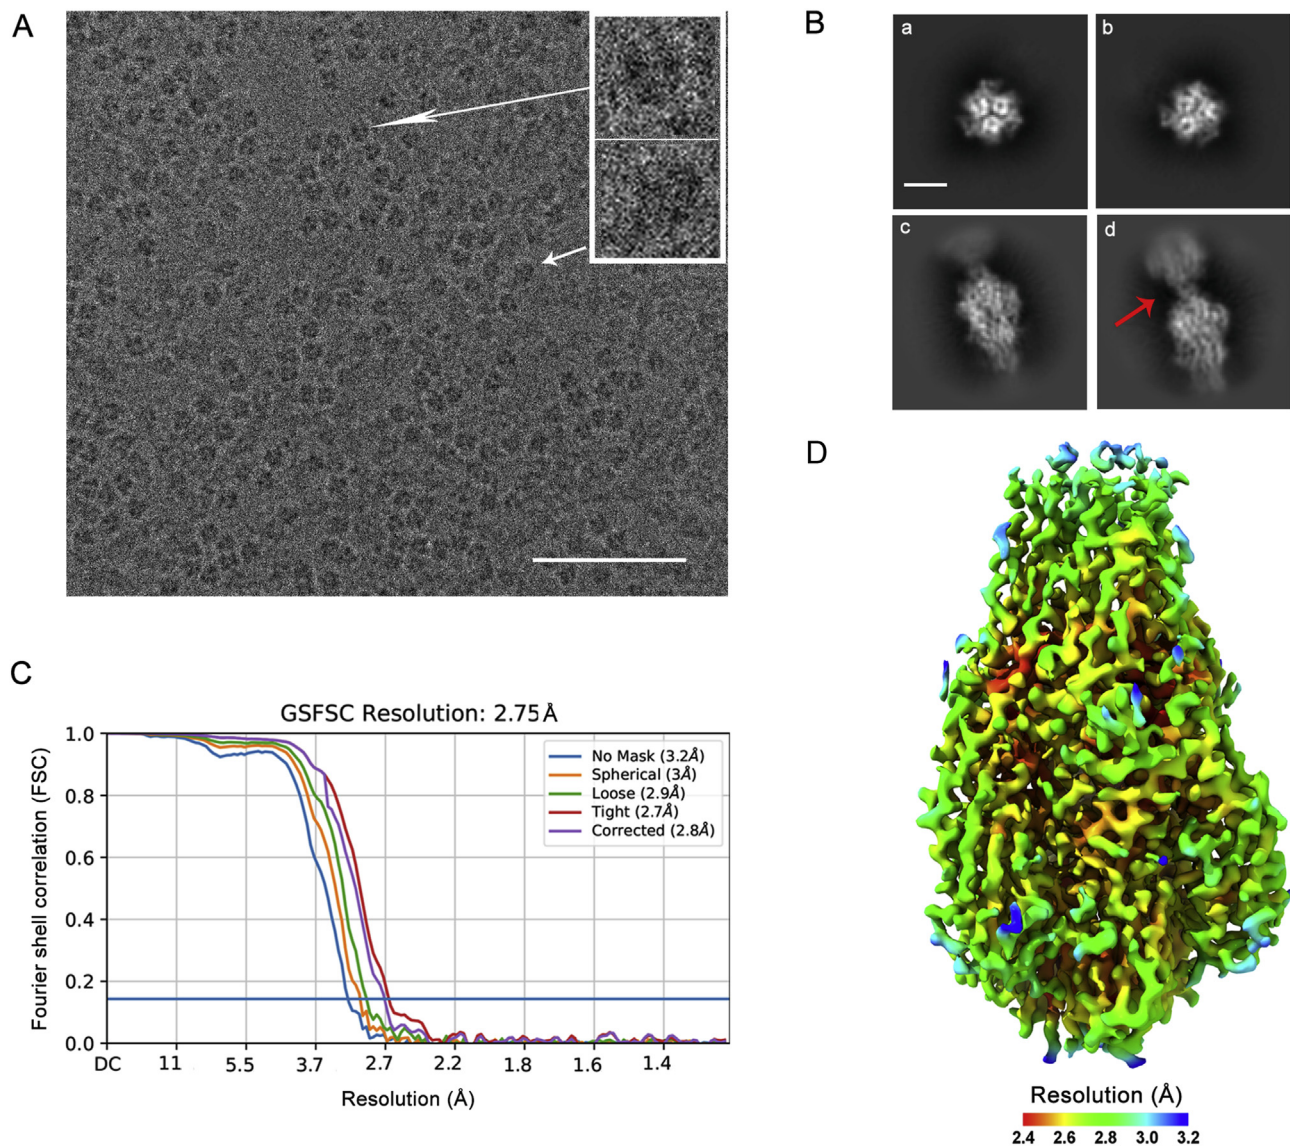 A
B
a
b
c
d
C
GSFSC Resolution: 2.75Å
Fourier shell correlation (FSC)
1.0
0.8
0.6
0.4
0.2
0.0
No Mask (3.2Å)
Spherical (3Å)
Loose (2.9Å)
Tight (2.7Å)
Corrected (2.8Å)
DC 11 5.5 3.7 2.7 2.2 1.8 1.6 1.4
Resolution (Å)
D
Resolution (Å)
2.4 2.6 2.8 3.0 3.2